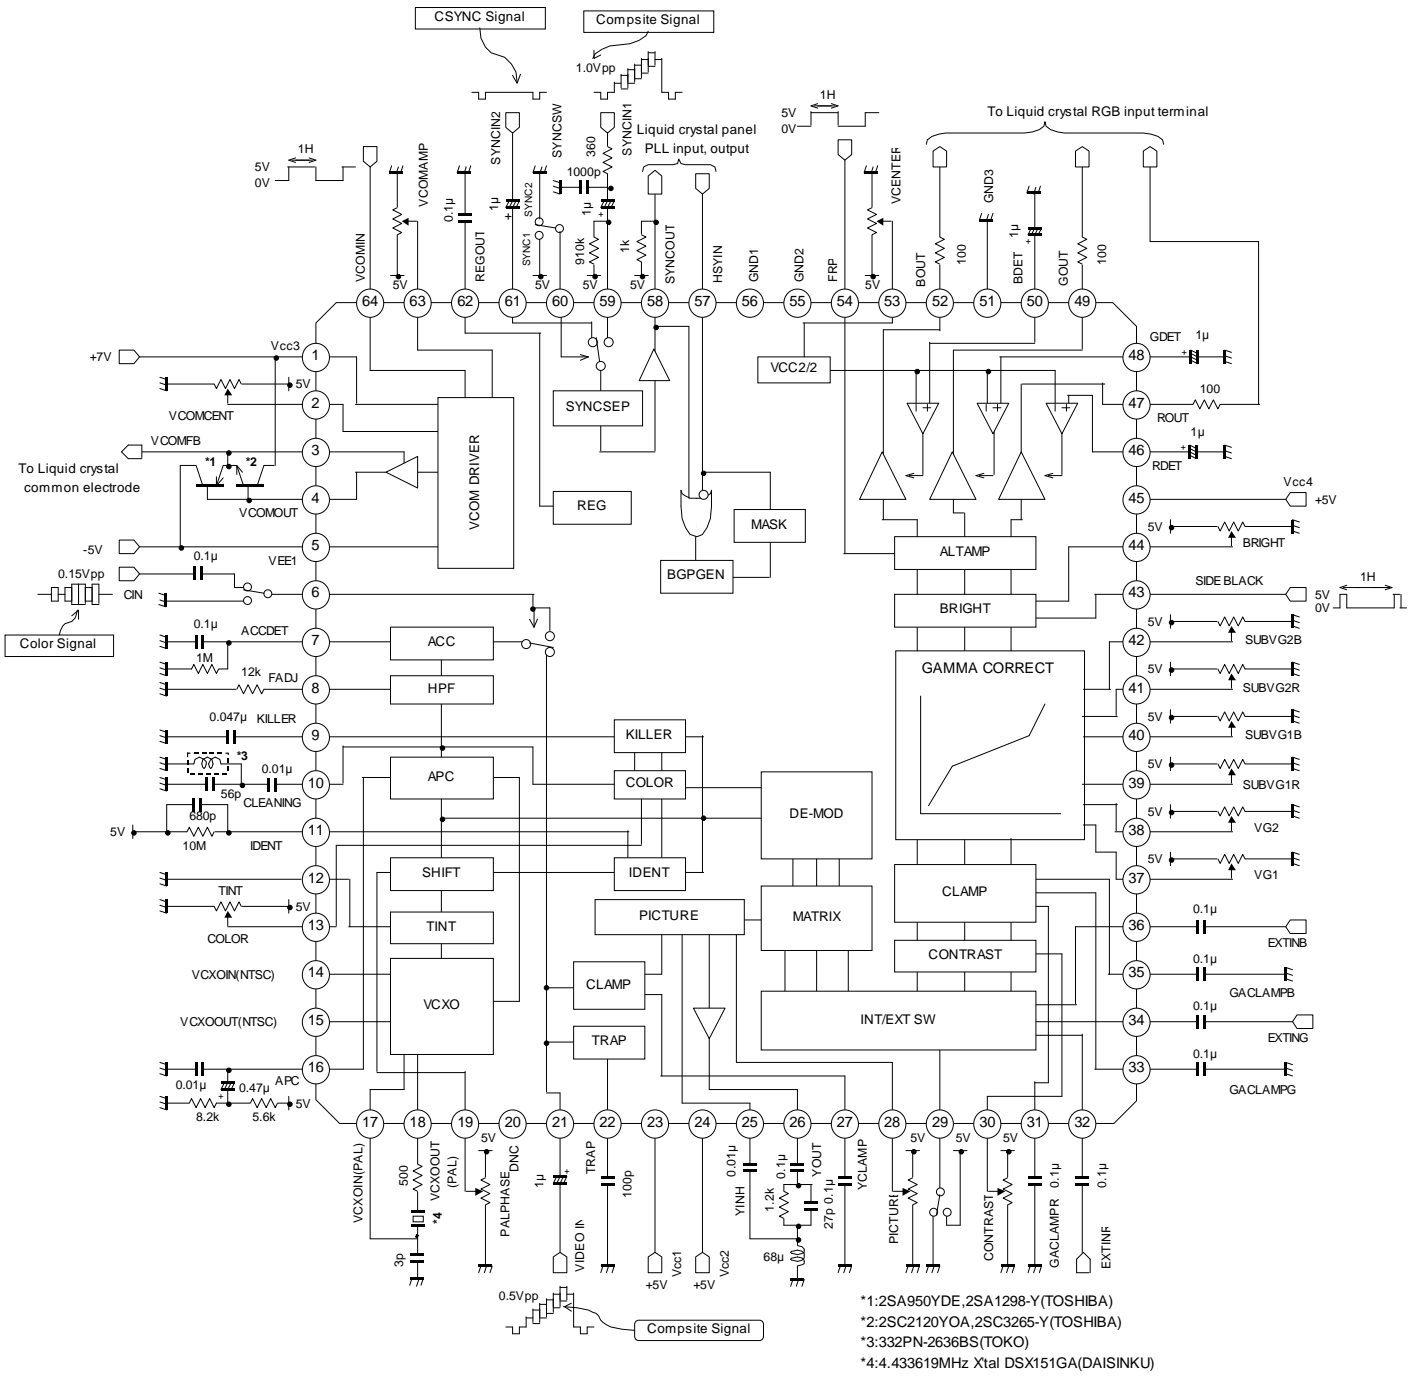 CSYNC Signal
Compsite Signal
1.0Vpp
1H
5V
0V
1H
5V
0V
To Liquid crystal RGB input terminal
Liquid crystal panel
PLL input, output
VCOMIN
VCOMAMP
5V
0.1µ
REGOUT
SYNCIN2
1µ
+
SYNCSW
SYNC2
SYNC1
5V
SYNCIN1
360
1000p
1µ
+
910k
5V
1k
5V
SYNCOUT
HSYIN
GND1
GND2
FRP
VCENTER
5V
BOUT
100
GND3
BDET
1µ
+
GOUT
100
64
63
62
61
60
59
58
57
56
55
54
53
52
51
50
49
+7V
Vcc3
1
5V
VCOMCENT
2
VCOMFB
3
*1
*2
To Liquid crystal
common electrode
VCOMOUT
4
-5V
VEE1
5
0.1µ
0.15Vpp
CIN
6
Color Signal
0.1µ
ACCDET
7
1M
12k
FADJ
8
0.047µ
KILLER
9
*3
0.01µ
56p
CLEANING
10
680p
5V
10M
IDENT
11
12
TINT
5V
COLOR
13
VCXOIN(NTSC)
14
VCXOOUT(NTSC)
15
APC
16
0.01µ
0.47µ
+
8.2k
5.6k
5V
VCOM DRIVER
SYNCSEP
REG
VCC2/2
MASK
BGPGEN
ALTAMP
BRIGHT
GAMMA CORRECT
ACC
HPF
APC
KILLER
COLOR
DE-MOD
SHIFT
IDENT
TINT
PICTURE
MATRIX
CLAMP
CONTRAST
VCXO
CLAMP
TRAP
INT/EXT SW
GDET
1µ
+
48
100
47
ROUT
1µ
+
46
RDET
Vcc4
45
+5V
5V
44
BRIGHT
SIDE BLACK
43
5V
0V
1H
5V
42
SUBVG2B
5V
41
SUBVG2R
5V
40
SUBVG1B
5V
39
SUBVG1R
5V
38
VG2
5V
37
VG1
0.1µ
36
EXTINB
0.1µ
35
GACLAMPB
0.1µ
34
EXTING
0.1µ
33
GACLAMPG
17
18
19
20
21
22
23
24
25
26
27
28
29
30
31
32
VCXOIN(PAL)
500
VCXOOUT
(PAL)
*4
3p
5V
PALPHASE
DNC
1µ
+
VIDEO IN
TRAP
100p
Vcc1
+5V
Vcc2
+5V
0.01µ
YINH
0.1µ
YOUT
1.2k
27p
68µ
0.1µ
YCLAMP
PICTURE
5V
5V
CONTRAST
5V
GACLAMPR
0.1µ
0.1µ
EXTINR
0.5Vpp
Compsite Signal
*1:2SA950YDE,2SA1298-Y(TOSHIBA)
*2:2SC2120YOA,2SC3265-Y(TOSHIBA)
*3:332PN-2636BS(TOKO)
*4:4.433619MHz X'tal DSX151GA(DAISINKU)